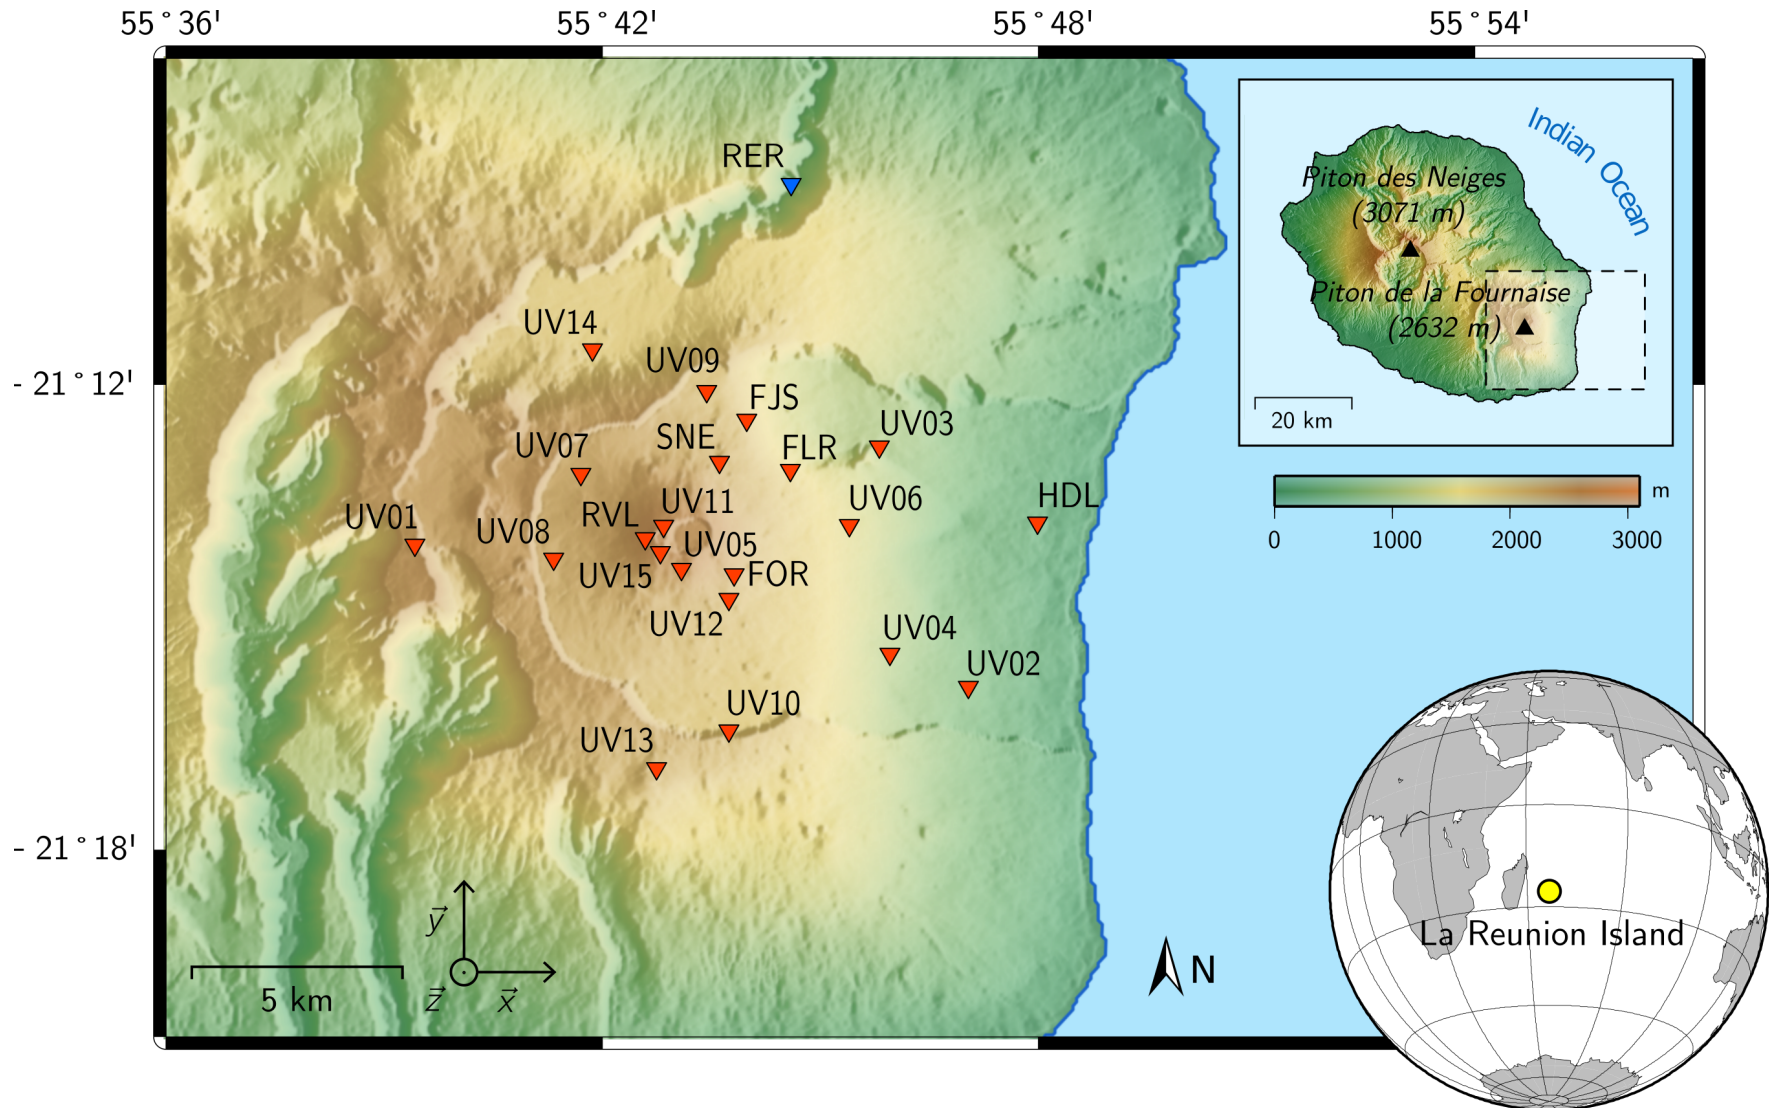 55°36'
55°42'
55°48'
55°54'
- 21°12'
- 21°18'
RER
UV14
UV09
FJS
UV03
SNE
FLR
UV07
UV11
UV06
HDL
RVL
UV01
UV08
UV05
UV15
FOR
UV12
UV04
UV02
UV10
UV13
y
z
x
5 km
N
Indian Ocean
Piton des Neiges
(3071 m)
Piton de la Fournaise
(2632 m)
20 km
m
0 1000 2000 3000
La Reunion Island